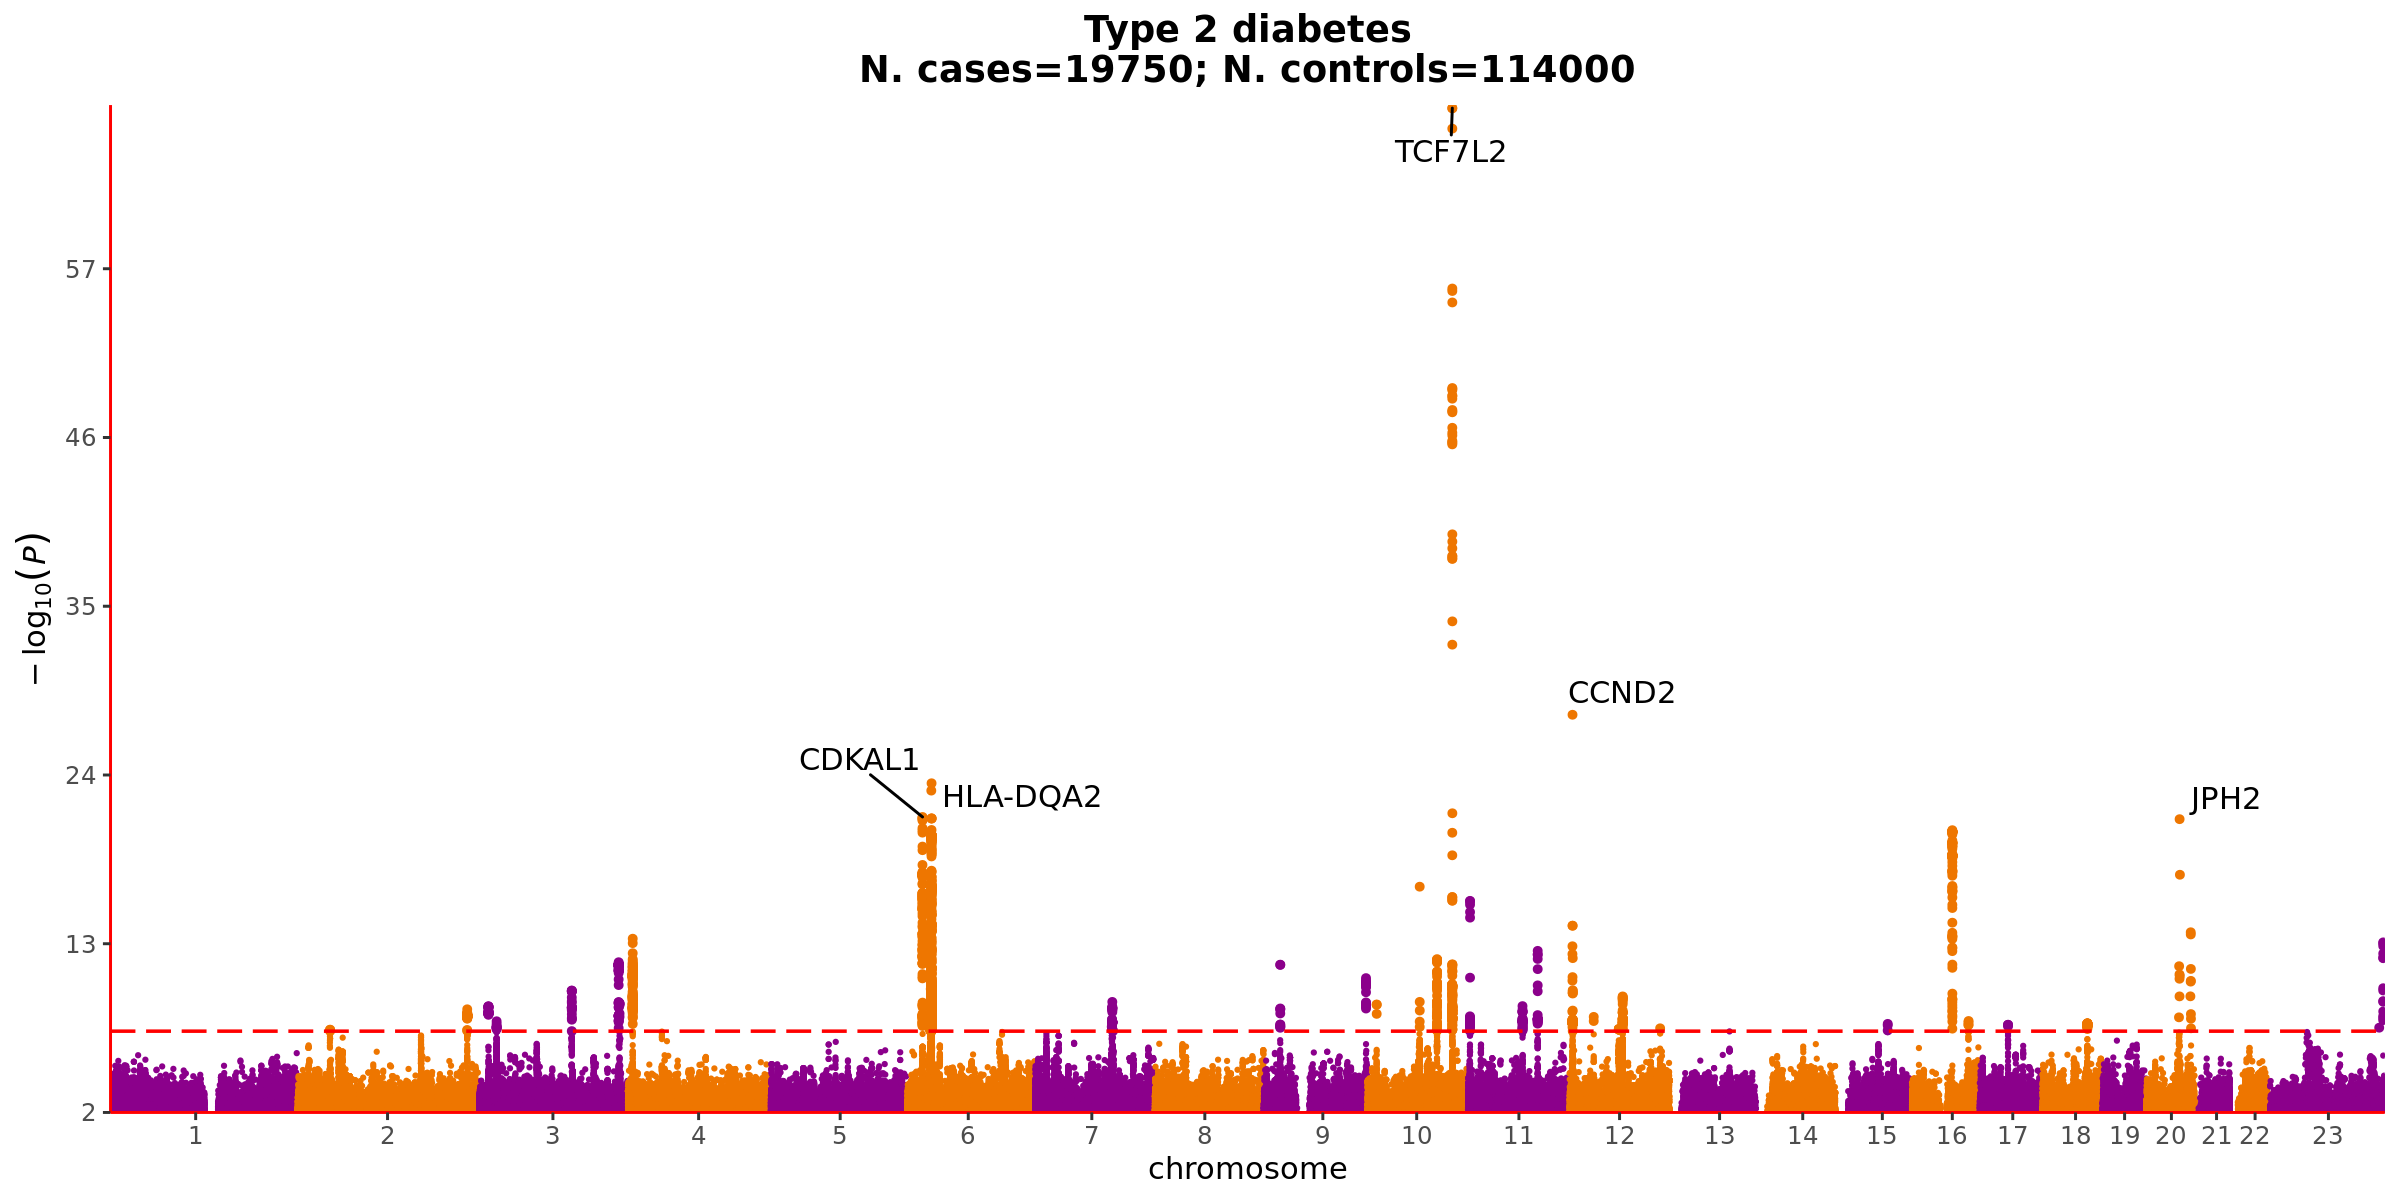 Type 2 diabetes
N. cases=19750; N. controls=114000
TCF7L2
57
46
−log₁₀(P)
35
CCND2
CDKAL1
24
HLA-DQA2
JPH2
13
2
1 2 3 4 5 6 7 8 9 10 11 12 13 14 15 16 17 18 19 20 21 22 23
chromosome